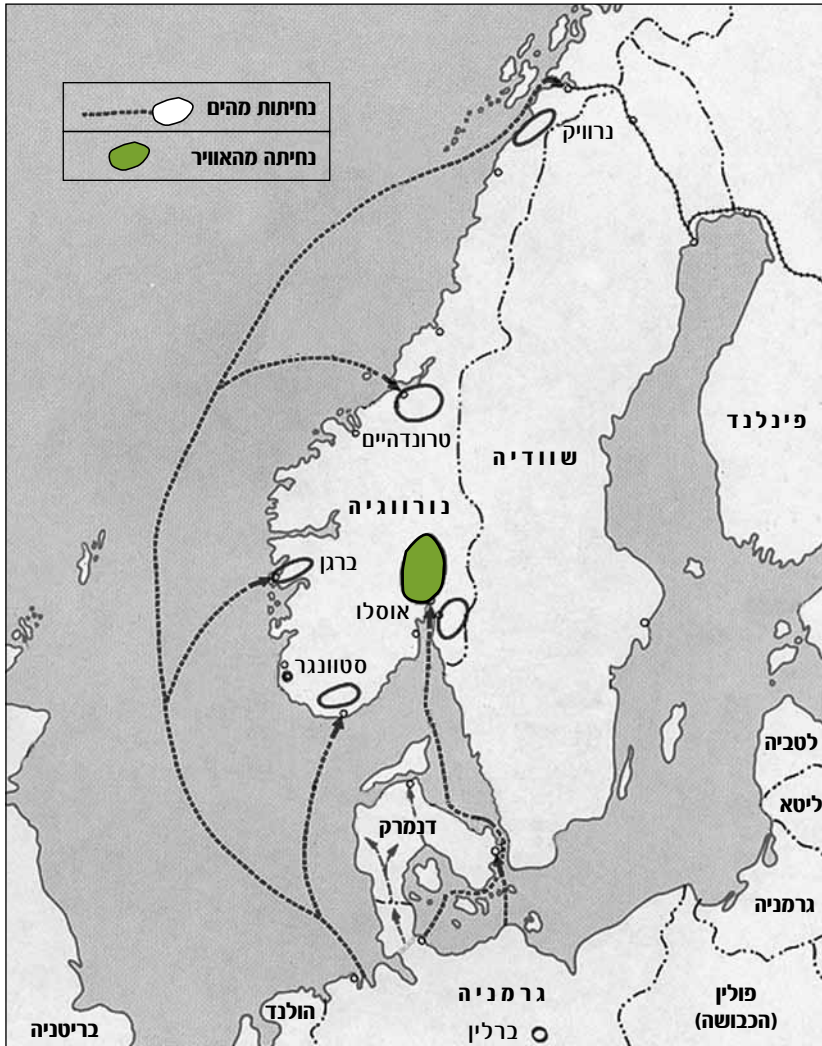 נחיתות מהים
נחיתה מהאוויר
נרוויק
פינלנד
טרונדהיים
שוודיה
נורווגיה
ברגן
אוסלו
סטוונגר
לטביה
ליטא
דנמרק
גרמניה
גרמניה
פולין
(הכבושה)
הולנד
ברלין
בריטניה